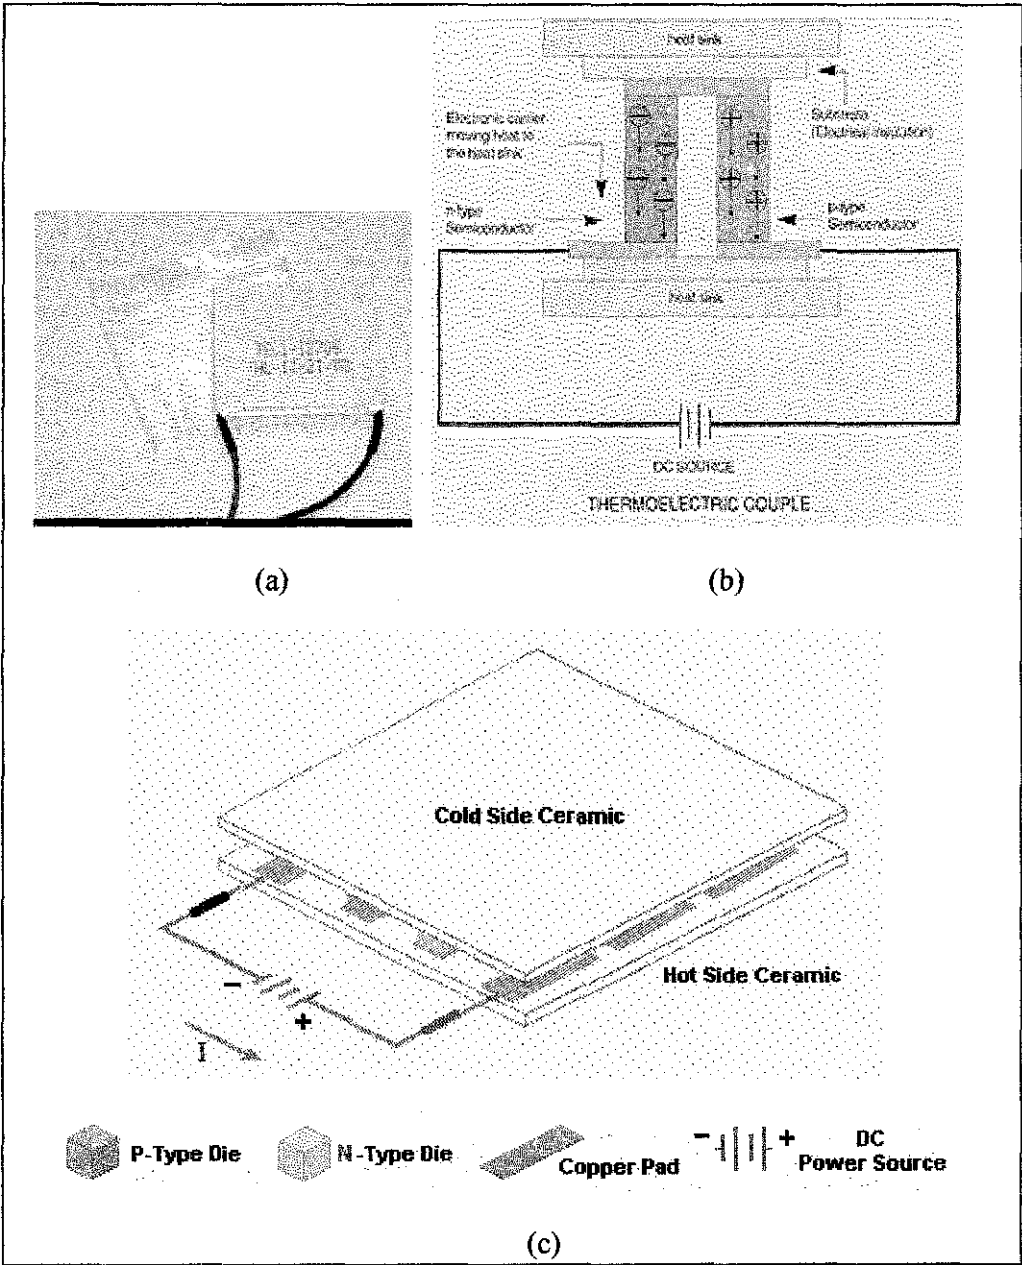 heat sink
Electronic carrier
moving heat to
the heat sink
Substrate
(Electrical insulation)
n-type
Semiconductor
p-type
Semiconductor
heat sink
DC SOURCE
THERMOELECTRIC COUPLE
(a)
(b)
Cold Side Ceramic
Hot Side Ceramic
-
+
I
P-Type Die
N-Type Die
Copper Pad
- +
DC
Power Source
(c)